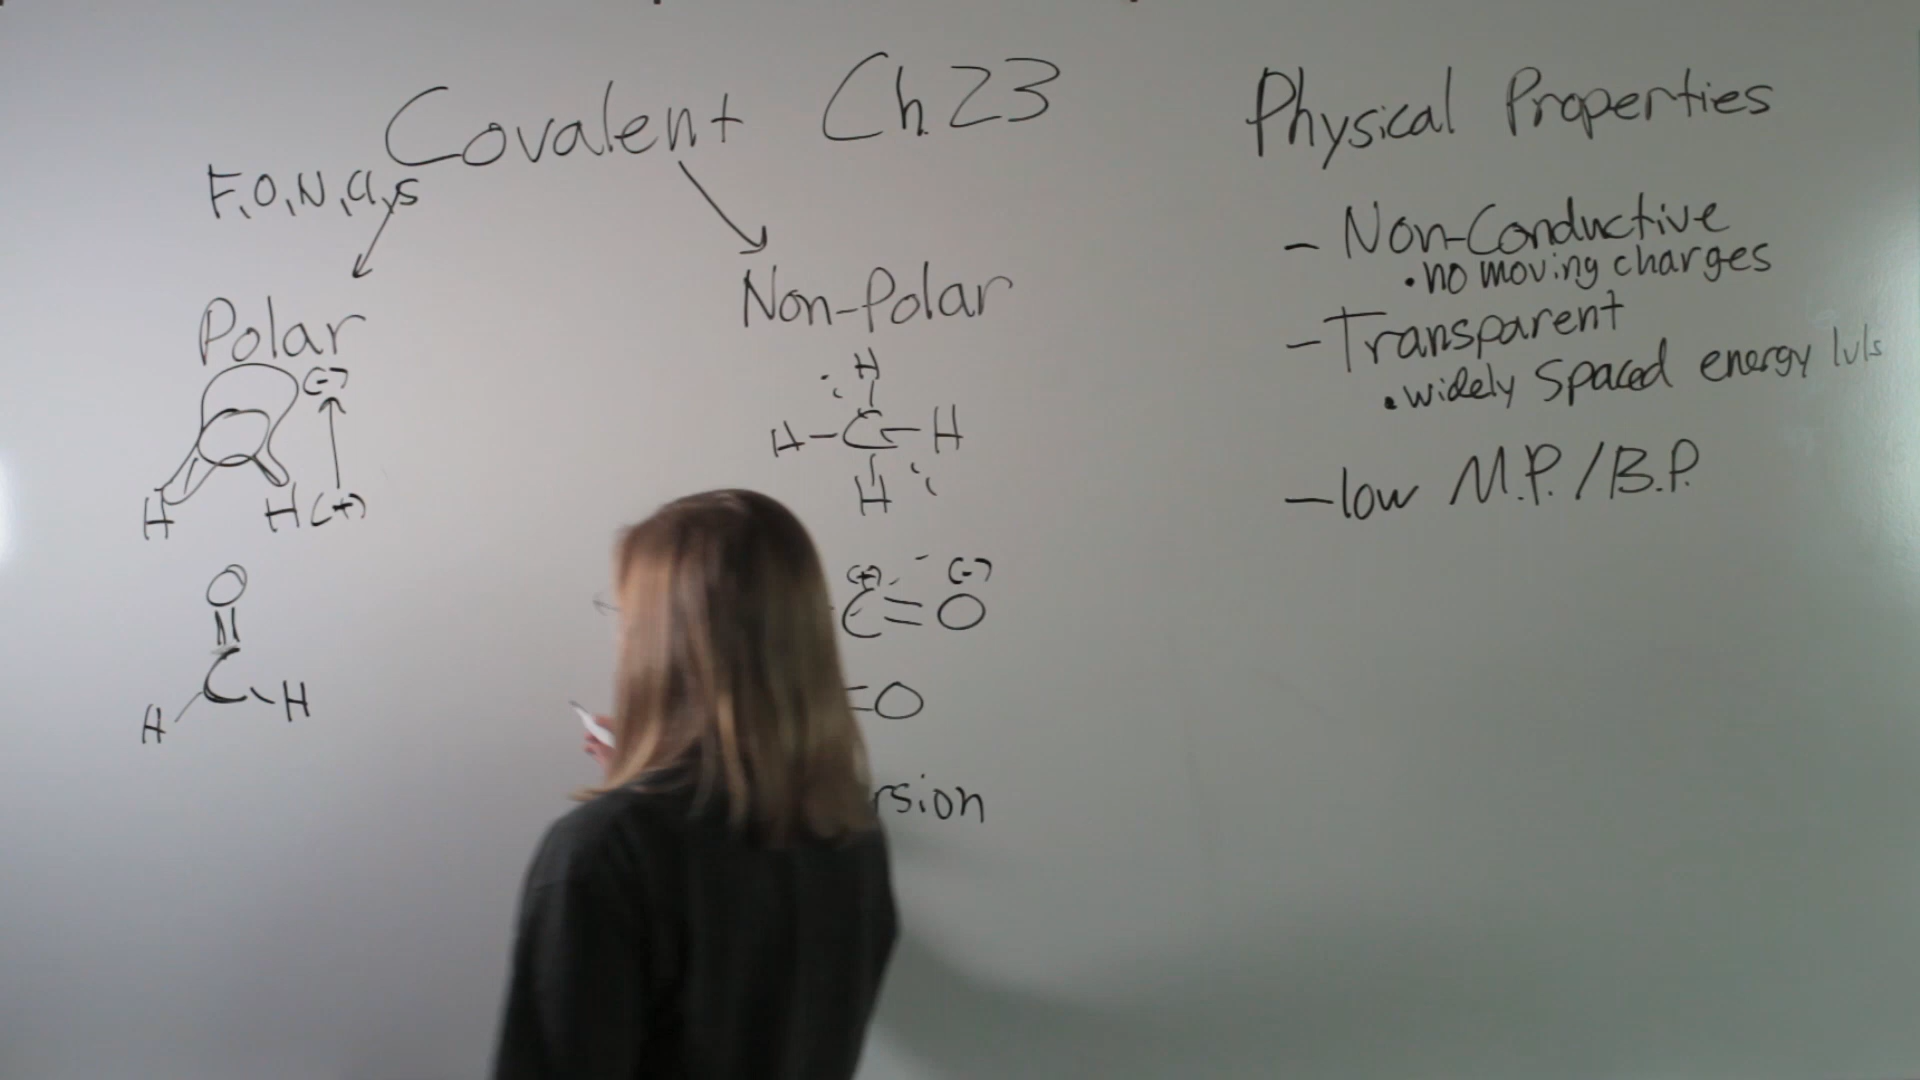 Covalent Ch. 23
F, O, N, Cl, S
Polar
(-)
H H (+)
O
C
H H
Non-Polar
H
H-C-H
H
(+) (-)
C=O
=O
rsion
Physical Properties
- Non-Conductive
• no moving charges
- Transparent
• widely spaced energy lvls
- low M.P. / B.P.